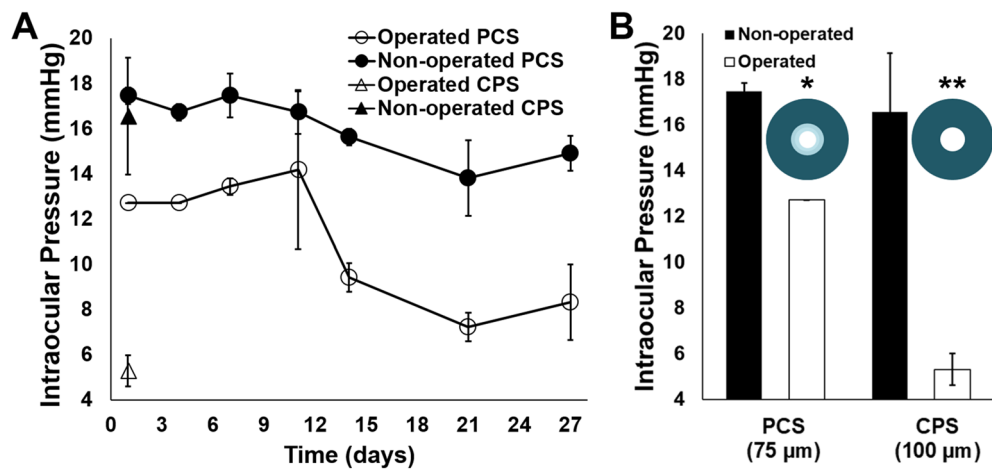 A
Intraocular Pressure (mmHg)
20
18
16
14
12
10
8
6
4
Operated PCS
Non-operated PCS
Operated CPS
Non-operated CPS
0 3 6 9 12 15 18 21 24 27
Time (days)
B
Intraocular Pressure (mmHg)
20
18
16
14
12
10
8
6
4
Non-operated
Operated
* **
PCS CPS
(75 µm) (100 µm)